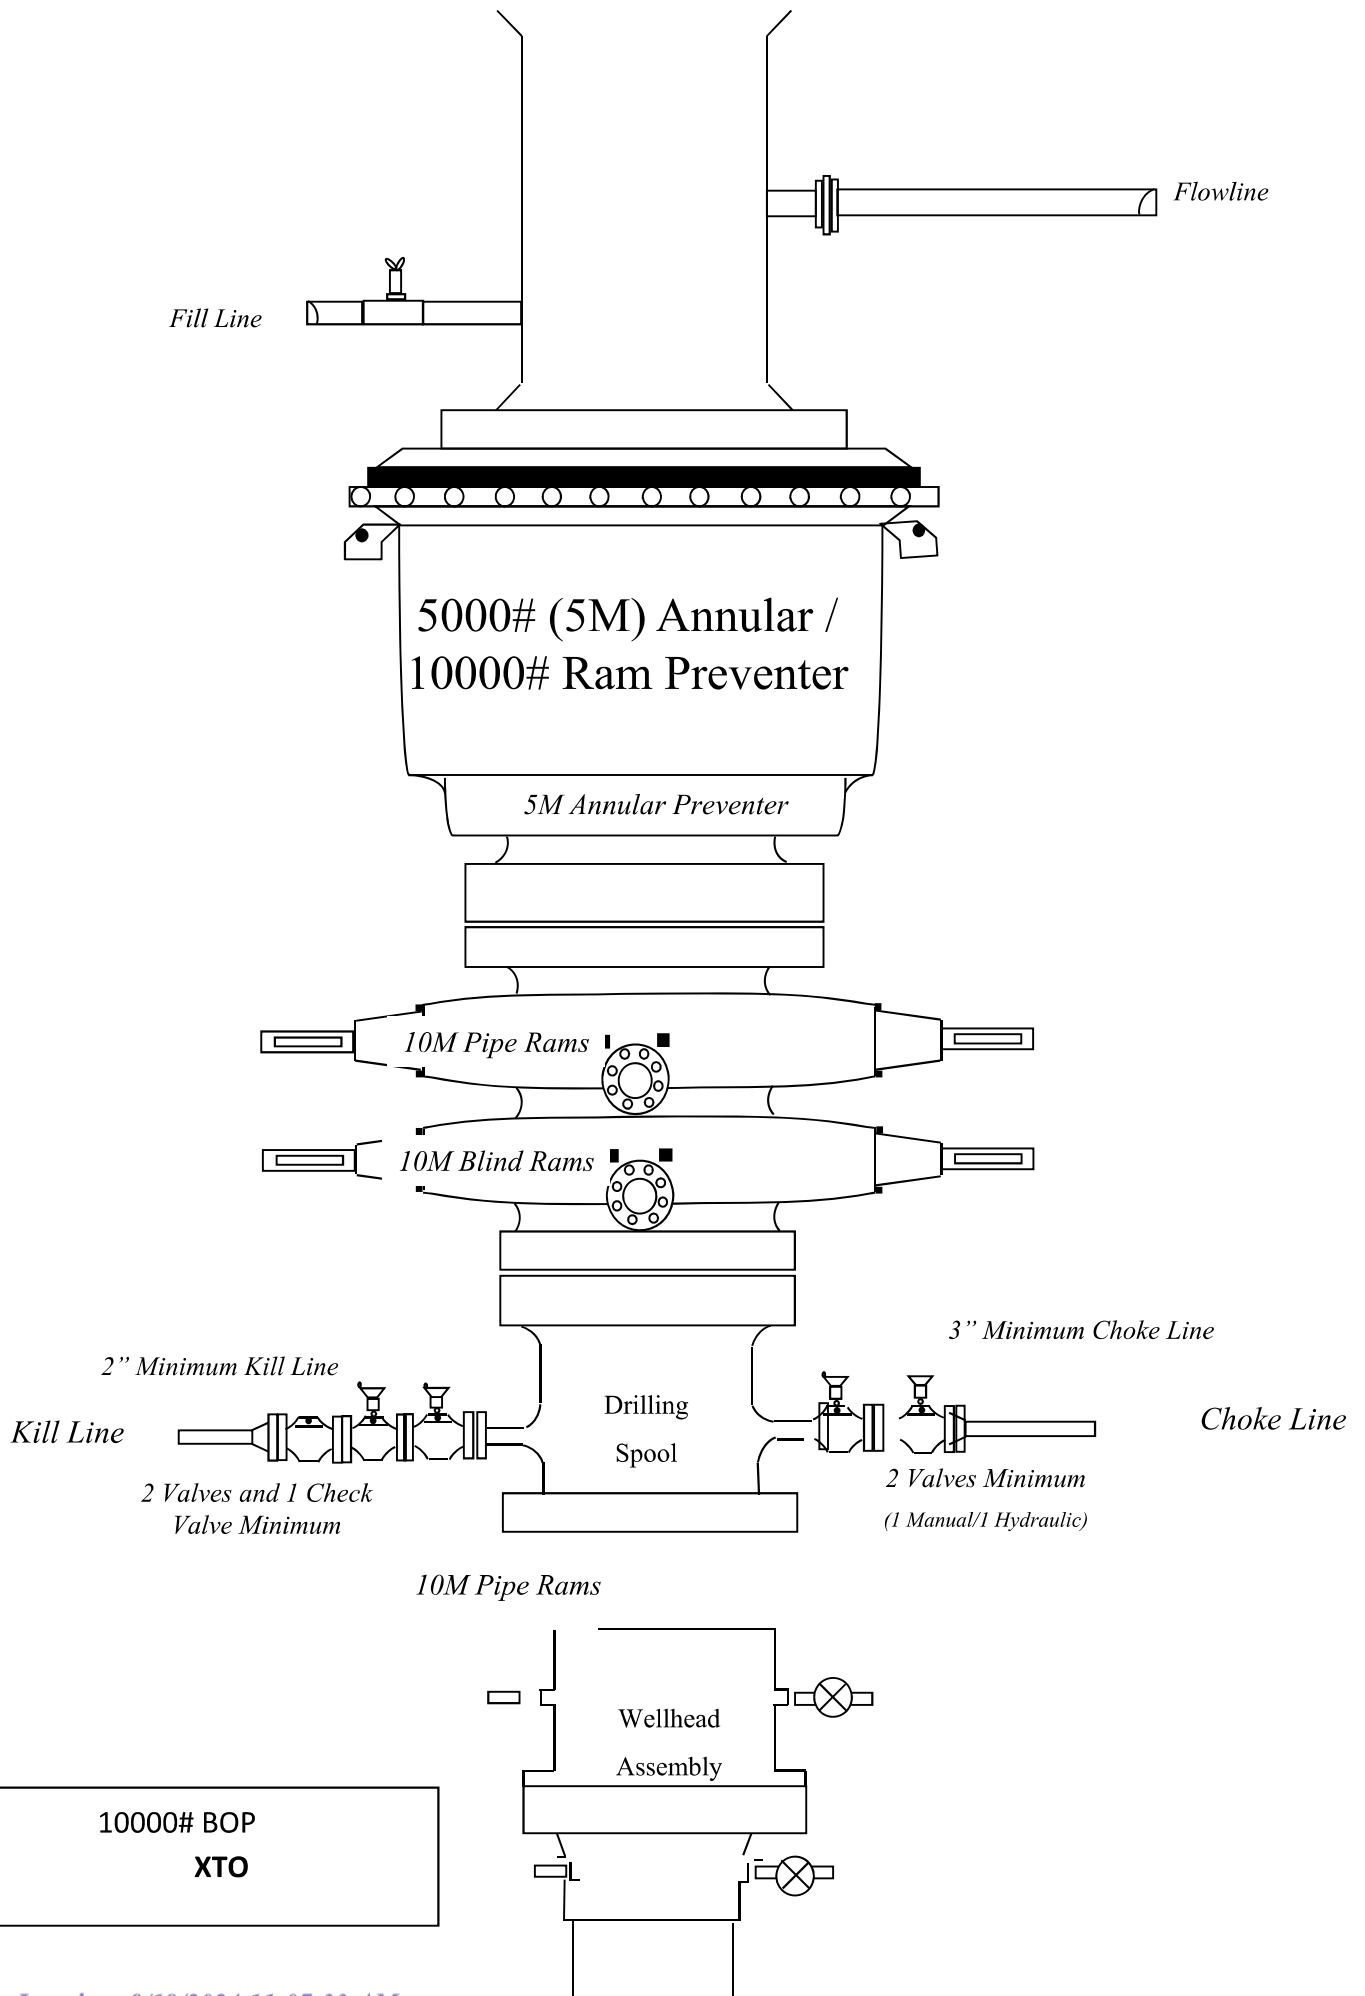 Flowline
Fill Line
5000# (5M) Annular /
10000# Ram Preventer
5M Annular Preventer
10M Pipe Rams
10M Blind Rams
3” Minimum Choke Line
2” Minimum Kill Line
Drilling
Spool
Kill Line
Choke Line
2 Valves and 1 Check
Valve Minimum
2 Valves Minimum
(1 Manual/1 Hydraulic)
10M Pipe Rams
Wellhead
Assembly
10000# BOP
XTO